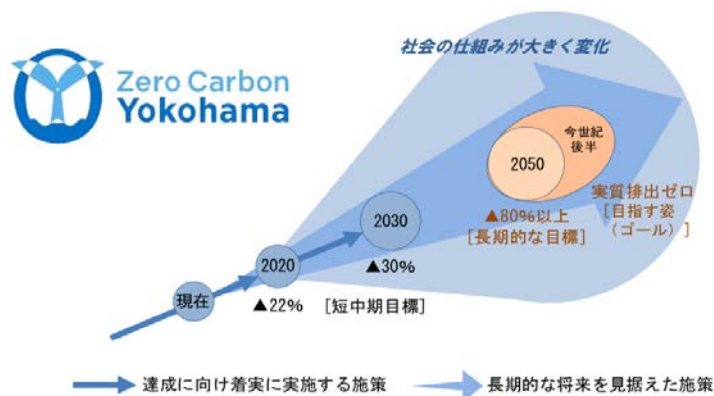 社会の仕組みが大きく変化
Zero Carbon
Yokohama
今世紀
後半
2050
実質排出ゼロ
[目指す姿
(ゴール)]
▲80%以上
[長期的な目標]
2030
▲30%
2020
▲22%
[短中期目標]
現在
達成に向け着実に実施する施策
長期的な将来を見据えた施策